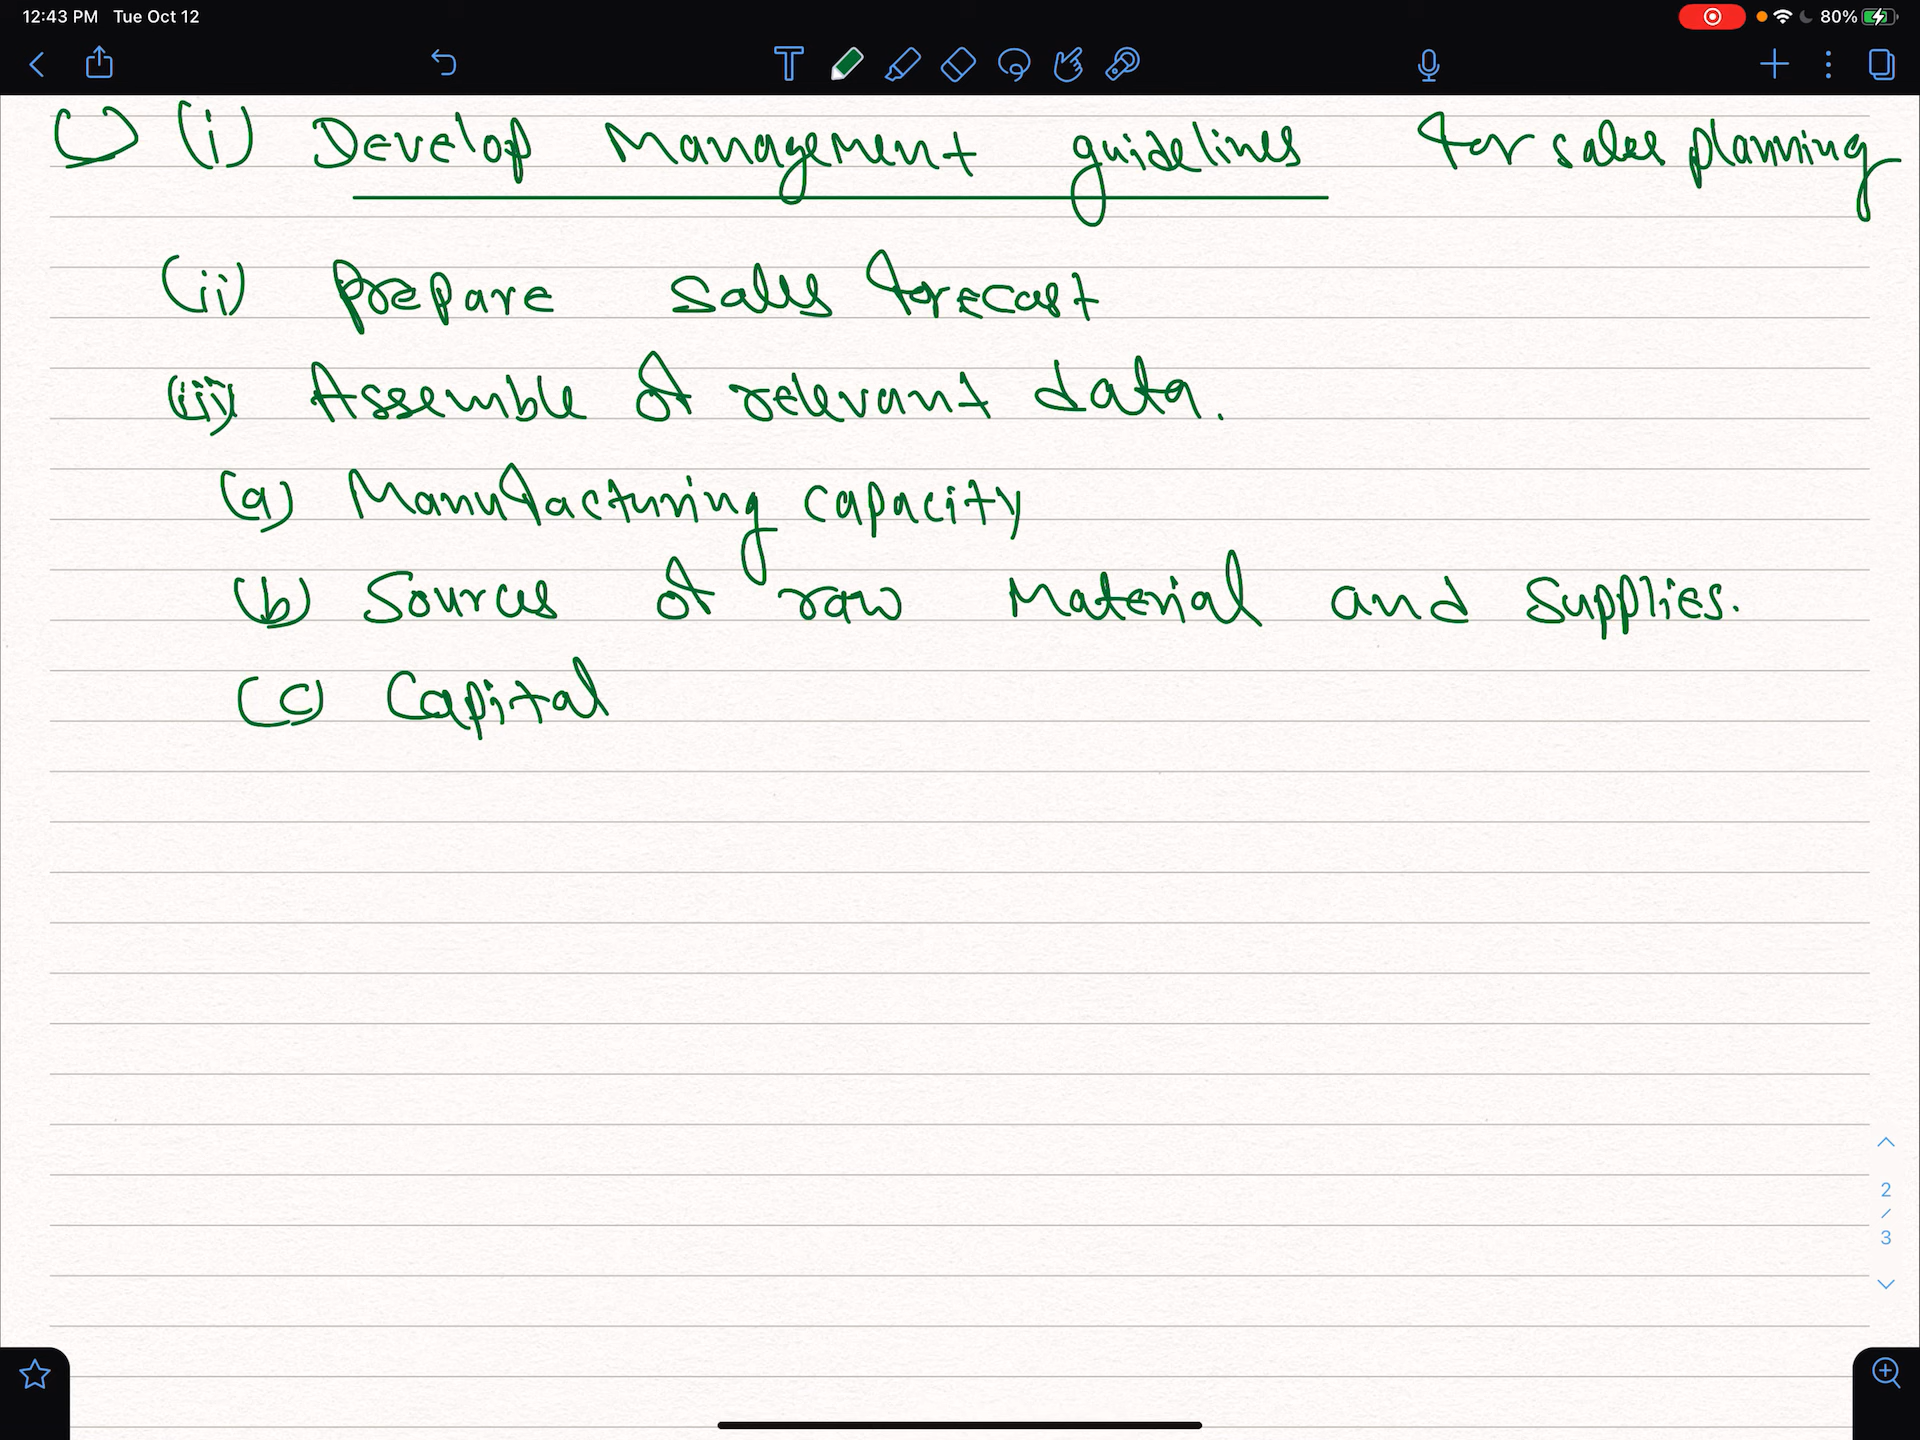 12:43 PM Tue Oct 12 80%
(i) Develop Management guidelines for sales planning
(ii) Prepare sales forecast
(iii) Assemble of relevant data.
(a) Manufacturing capacity
(b) Sources of raw Material and Supplies.
(c) Capital
2
/
3